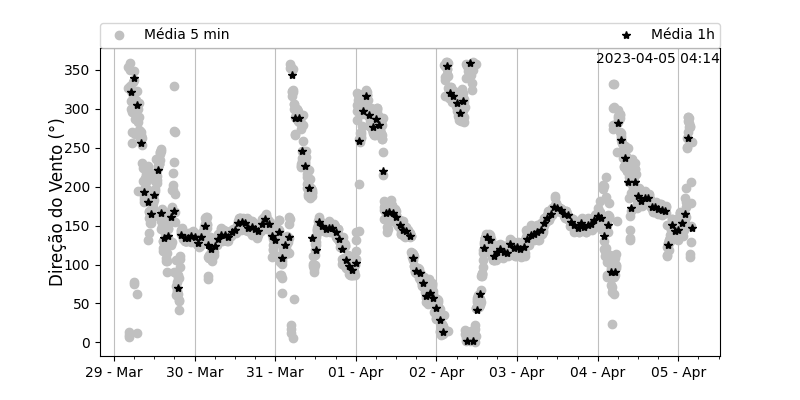 Média 5 min
Média 1h
2023-04-05 04:14
Direção do Vento (°)
350
300
250
200
150
100
50
0
29 - Mar
30 - Mar
31 - Mar
01 - Apr
02 - Apr
03 - Apr
04 - Apr
05 - Apr